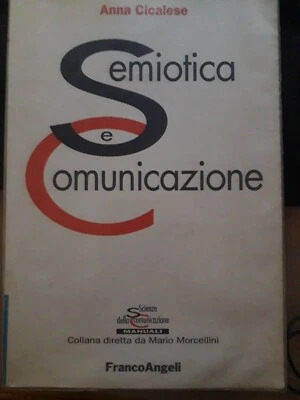 Anna Cicalese
Semiotica
e
Comunicazione
Scienze
della Comunicazione
MANUALI
Collana diretta da Mario Morcellini
FrancoAngeli